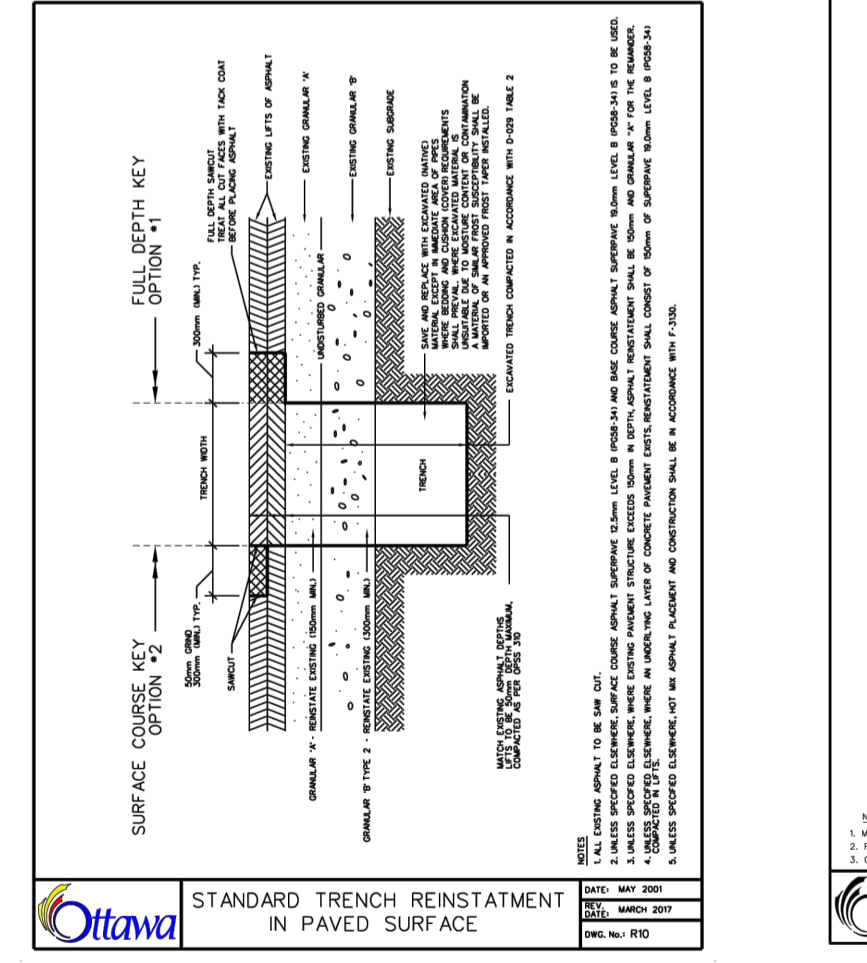 SURFACE COURSE KEY
OPTION #2
FULL DEPTH KEY
OPTION #1
50mm GRIND
300mm (MIN.) TYP.
TRENCH WIDTH
300mm (MIN.) TYP.
SAWCUT
FULL DEPTH SAWCUT
TREAT ALL CUT FACES WITH TACK COAT
BEFORE PLACING ASPHALT
EXISTING LIFTS OF ASPHALT
EXISTING GRANULAR 'A'
EXISTING GRANULAR 'B'
EXISTING SUBGRADE
GRANULAR 'A' - REINSTATE EXISTING (150mm MIN.)
UNDISTURBED GRANULAR
GRANULAR 'B' TYPE 2 - REINSTATE EXISTING (300mm MIN.)
TRENCH
SAVE AND REPLACE WITH EXCAVATED (NATIVE)
MATERIAL EXCEPT IN IMMEDIATE AREA OF PIPES
WHERE BEDDING AND CUSHION (COVER) REQUIREMENTS
SHALL PREVAIL. WHERE EXCAVATED MATERIAL IS
UNSUITABLE DUE TO MOISTURE CONTENT OR CONTAMINATION
A MATERIAL OF SIMILAR FROST SUSCEPTIBILITY SHALL BE
IMPORTED OR AN APPROVED FROST TAPER INSTALLED.
MATCH EXISTING ASPHALT DEPTHS
LIFTS TO BE 50mm DEPTH MAXIMUM,
COMPACTED AS PER OPSS 310
EXCAVATED TRENCH COMPACTED IN ACCORDANCE WITH D-029 TABLE 2
NOTES
1. ALL EXISTING ASPHALT TO BE SAW CUT.
2. UNLESS SPECIFIED ELSEWHERE, SURFACE COURSE ASPHALT SUPERPAVE 12.5mm LEVEL B (PG58-34) AND BASE COURSE ASPHALT SUPERPAVE 19.0mm LEVEL B (PG58-34) IS TO BE USED.
3. UNLESS SPECIFIED ELSEWHERE, WHERE EXISTING PAVEMENT STRUCTURE EXCEEDS 150mm IN DEPTH, ASPHALT REINSTATEMENT SHALL BE 150mm AND GRANULAR "A" FOR THE REMAINDER.
4. UNLESS SPECIFIED ELSEWHERE, WHERE AN UNDERLYING LAYER OF CONCRETE PAVEMENT EXISTS, REINSTATEMENT SHALL CONSIST OF 150mm OF SUPERPAVE 19.0mm LEVEL B (PG58-34)
COMPACTED IN LIFTS.
5. UNLESS SPECIFIED ELSEWHERE, HOT MIX ASPHALT PLACEMENT AND CONSTRUCTION SHALL BE IN ACCORDANCE WITH F-3130.
Ottawa
STANDARD TRENCH REINSTATMENT
IN PAVED SURFACE
DATE: MAY 2001
REV. DATE: MARCH 2017
DWG. No.: R10
1.
2.
3.